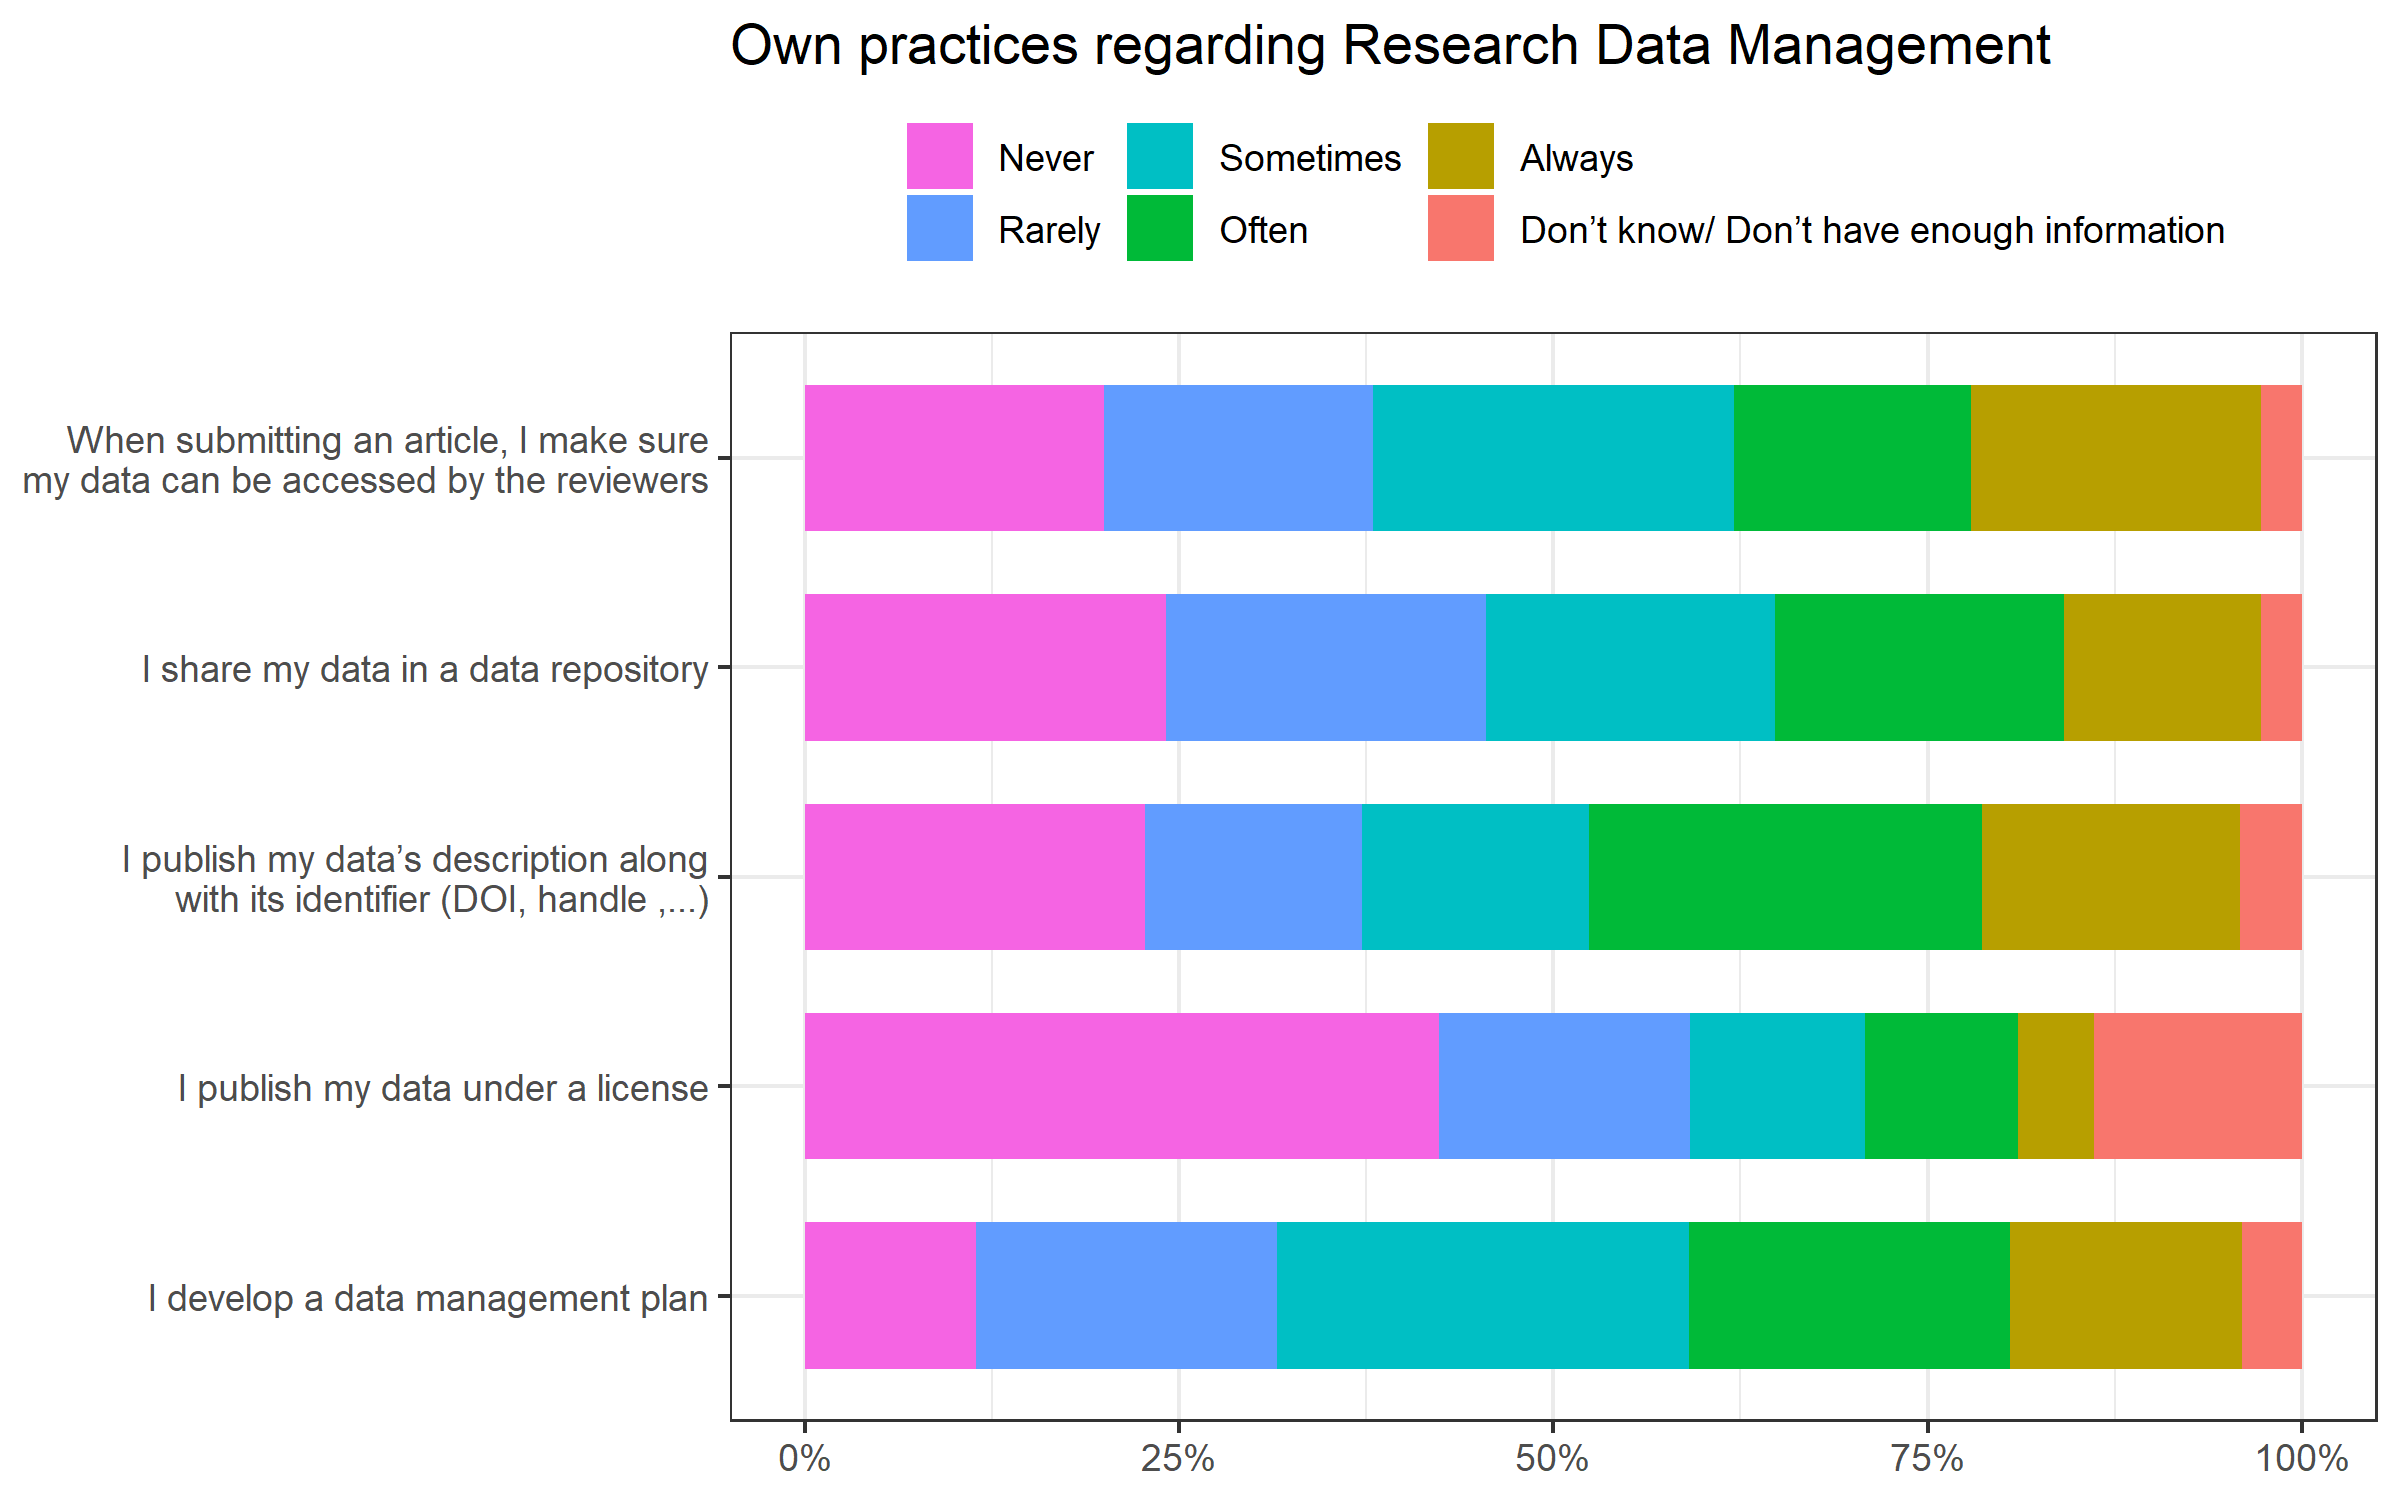 Own practices regarding Research Data Management
Never
Sometimes
Always
Rarely
Often
Don’t know/ Don’t have enough information
When submitting an article, I make sure
my data can be accessed by the reviewers
I share my data in a data repository
I publish my data’s description along
with its identifier (DOI, handle ,...)
I publish my data under a license
I develop a data management plan
0%
25%
50%
75%
100%